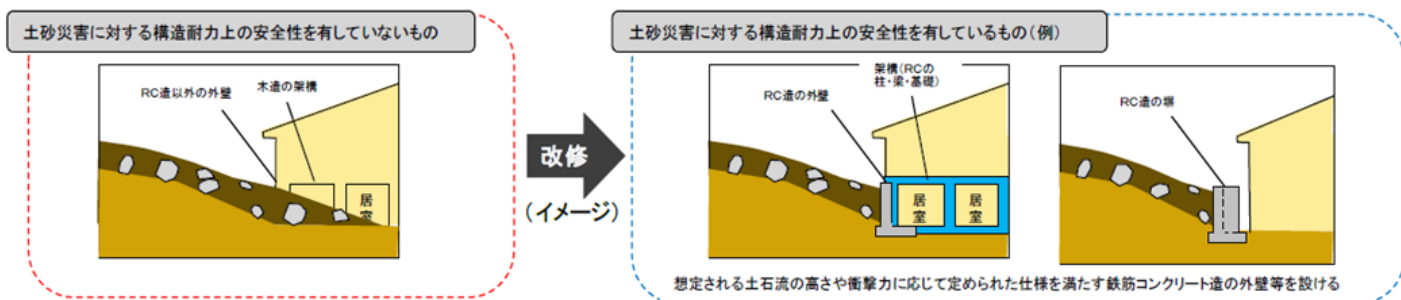 土砂災害に対する構造耐力上の安全性を有していないもの
RC造以外の外壁
木造の架構
居
室
改修
(イメージ)
土砂災害に対する構造耐力上の安全性を有しているもの(例)
RC造の外壁
架構(RCの
柱・梁・基礎)
居
室
居
室
RC造の塀
想定される土石流の高さや衝撃力に応じて定められた仕様を満たす鉄筋コンクリート造の外壁等を設ける